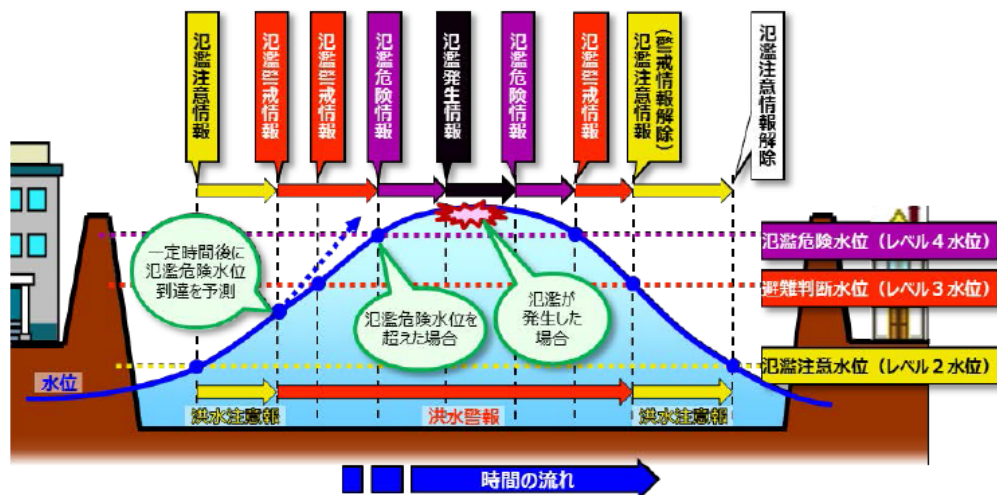 氾濫注意情報
氾濫警戒情報
氾濫警戒情報
氾濫危険情報
氾濫発生情報
氾濫危険情報
氾濫警戒情報
氾濫注意情報
(警戒情報解除)
氾濫注意情報解除
一定時間後に
氾濫危険水位
到達を予測
氾濫危険水位を
超えた場合
氾濫が
発生した
場合
氾濫危険水位（レベル４水位）
避難判断水位（レベル３水位）
氾濫注意水位（レベル２水位）
水位
洪水注意報
洪水警報
洪水注意報
時間の流れ